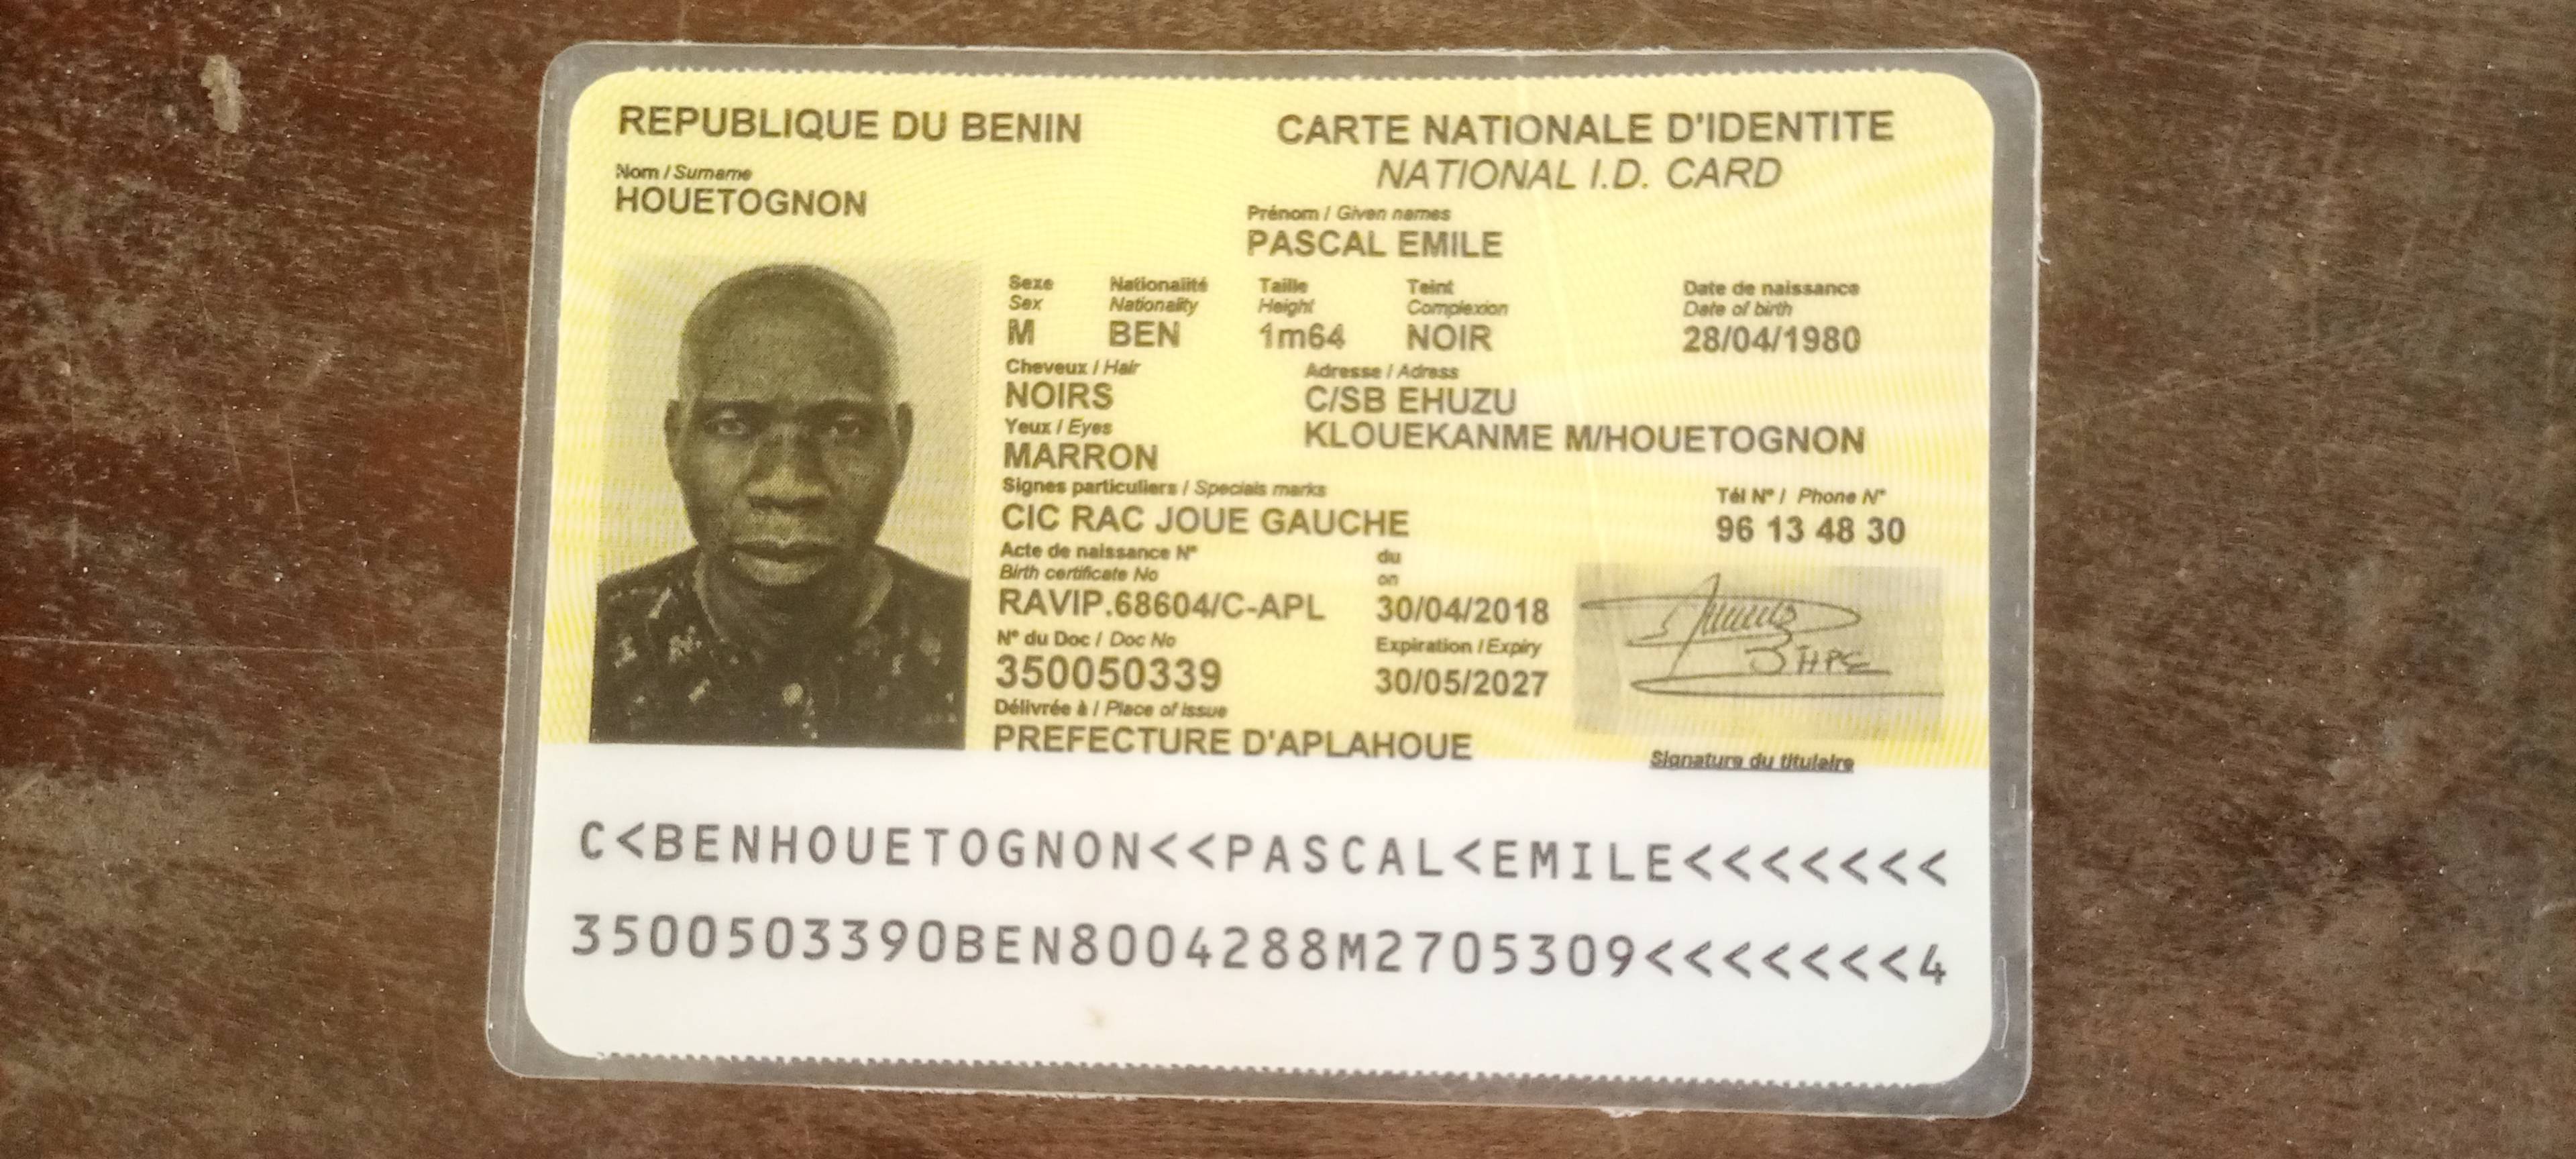 REPUBLIQUE DU BENIN
CARTE NATIONALE D'IDENTITE
NATIONAL I.D. CARD
Nom / Surname
HOUETOGNON
Prénom / Given names
PASCAL EMILE
Sexe Nationalité Taille Teint Date de naissance
Sex Nationality Height Complexion Date of birth
M BEN 1m64 NOIR 28/04/1980
Cheveux / Hair Adresse / Adress
NOIRS C/SB EHUZU
Yeux / Eyes KLOUEKANME M/HOUETOGNON
MARRON
Signes particuliers / Specials marks Tél N° / Phone N°
CIC RAC JOUE GAUCHE 96 13 48 30
Acte de naissance N° du
Birth certificate No on
RAVIP.68604/C-APL 30/04/2018
N° du Doc / Doc No Expiration / Expiry
350050339 30/05/2027
Délivrée à / Place of issue
PREFECTURE D'APLAHOUE
Signature du titulaire
C<BENHOUETOGNON<<PASCAL<EMILE<<<<<<<
3500503390BEN8004288M2705309<<<<<<<4